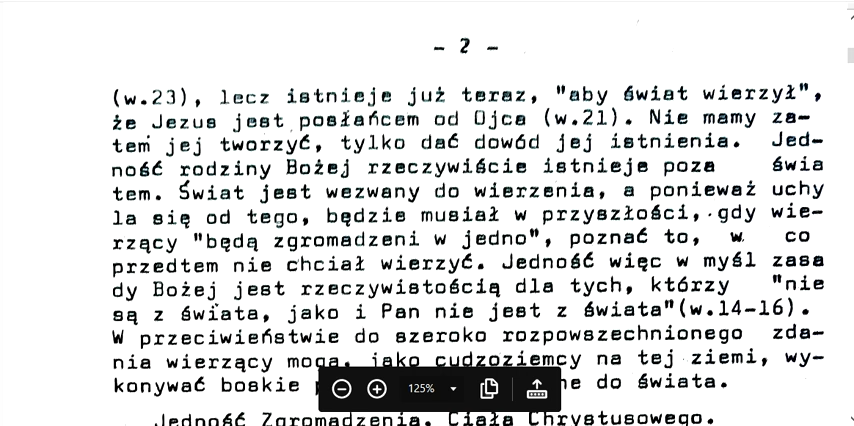 - 2 -
(w.23), lecz istnieje już teraz, "aby świat wierzył",
że Jezus jest posłańcem od Ojca (w.21). Nie mamy za-
tem jej tworzyć, tylko dać dowód jej istnienia. Jed-
ność rodziny Bożej rzeczywiście istnieje poza świa
tem. Świat jest wezwany do wierzenia, a ponieważ uchy
la się od tego, będzie musiał w przyszłości, gdy wie-
rzący "będą zgromadzeni w jedno", poznać to, w co
przedtem nie chciał wierzyć. Jedność więc w myśl zasa
dy Bożej jest rzeczywistością dla tych, którzy "nie
są z świata, jako i Pan nie jest z świata"(w.14-16).
W przeciwieństwie do szeroko rozpowszechnionego zda-
nia wierzący mogą, jako cudzoziemcy na tej ziemi, wy-
konywać boskie do świata.
125%
Jedność Zgromadzenia, Ciała Chrystusowego.